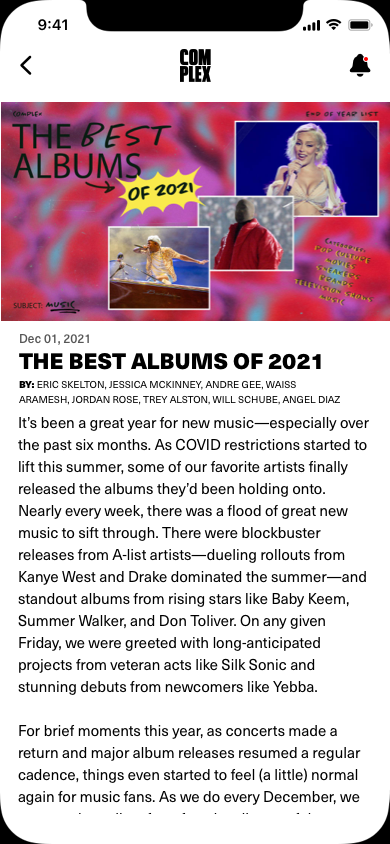 9:41
COM
PLEX
COMPLEX
END OF YEAR LIST
THE BEST
ALBUMS
OF 2021
CATEGORIES:
POP CULTURE
MOVIES
SNEAKERS
BRANDS
TELEVISION SHOWS
MUSIC
SUBJECT: MUSIC
Dec 01, 2021
THE BEST ALBUMS OF 2021
BY: ERIC SKELTON, JESSICA MCKINNEY, ANDRE GEE, WAISS
ARAMESH, JORDAN ROSE, TREY ALSTON, WILL SCHUBE, ANGEL DIAZ
It's been a great year for new music—especially over
the past six months. As COVID restrictions started to
lift this summer, some of our favorite artists finally
released the albums they'd been holding onto.
Nearly every week, there was a flood of great new
music to sift through. There were blockbuster
releases from A-list artists—dueling rollouts from
Kanye West and Drake dominated the summer—and
standout albums from rising stars like Baby Keem,
Summer Walker, and Don Toliver. On any given
Friday, we were greeted with long-anticipated
projects from veteran acts like Silk Sonic and
stunning debuts from newcomers like Yebba.
For brief moments this year, as concerts made a
return and major album releases resumed a regular
cadence, things even started to feel (a little) normal
again for music fans. As we do every December, we